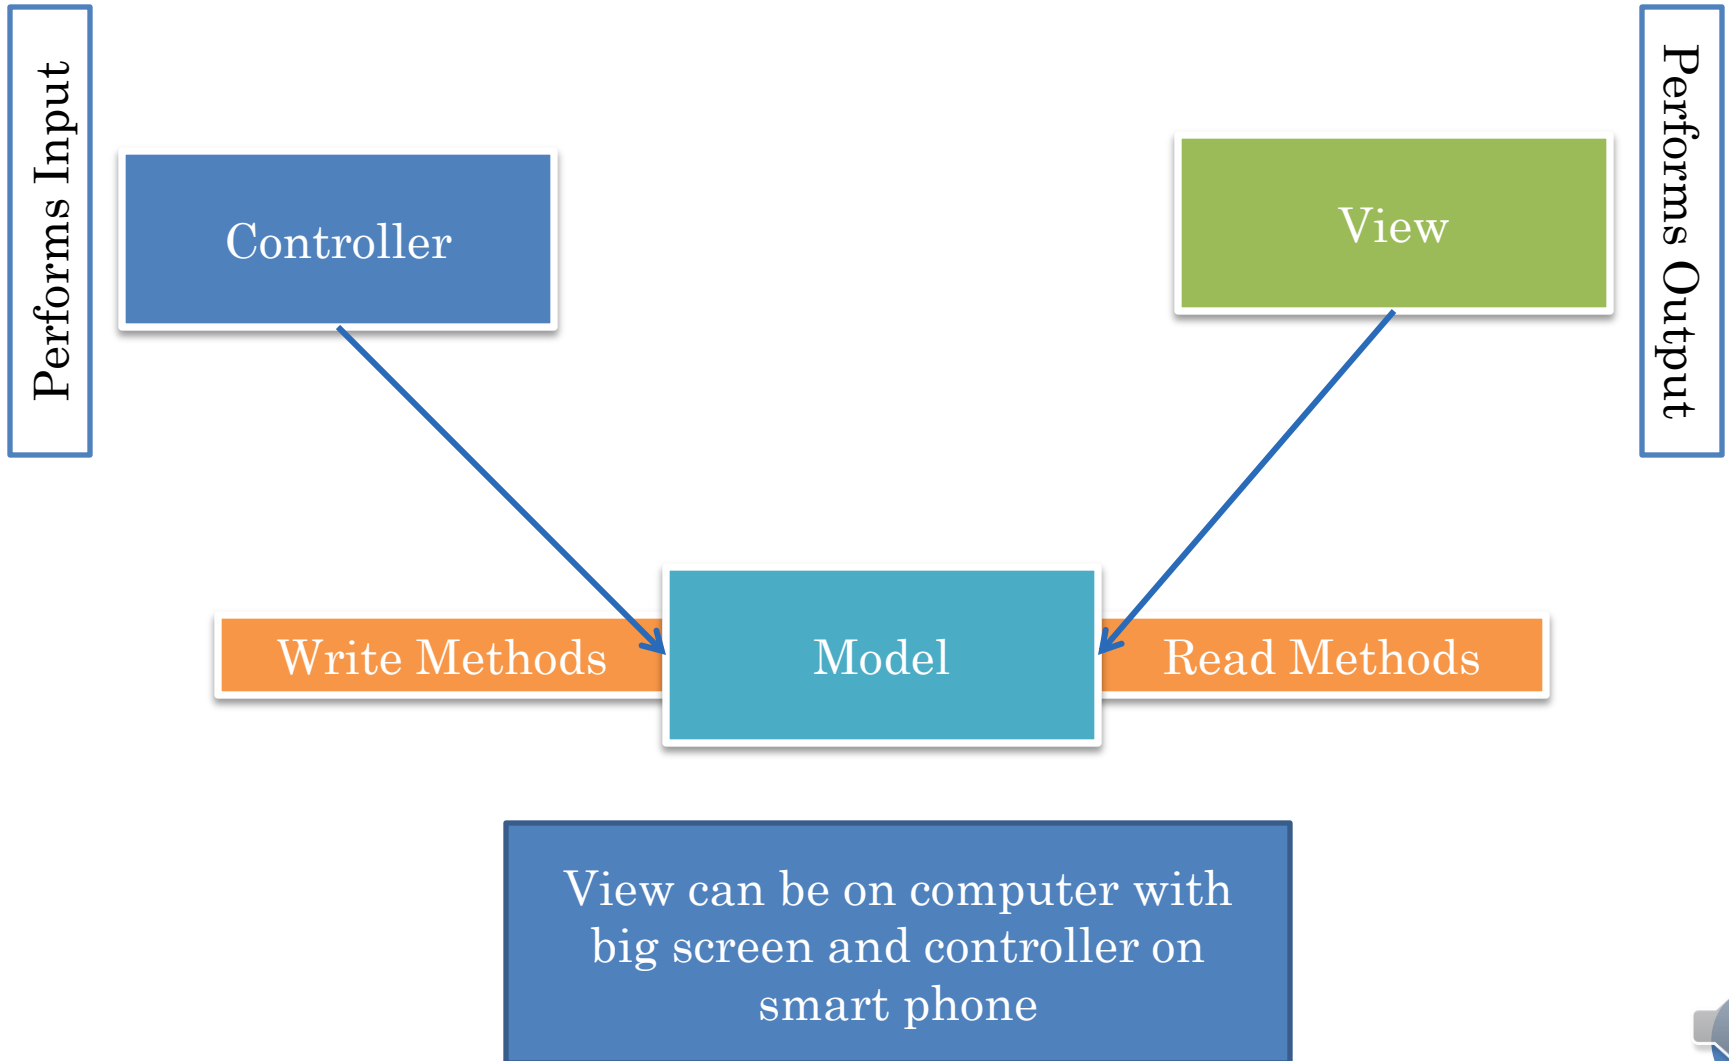 Performs Input
Controller
View
Performs Output
Write Methods
Model
Read Methods
View can be on computer with
big screen and controller on
smart phone